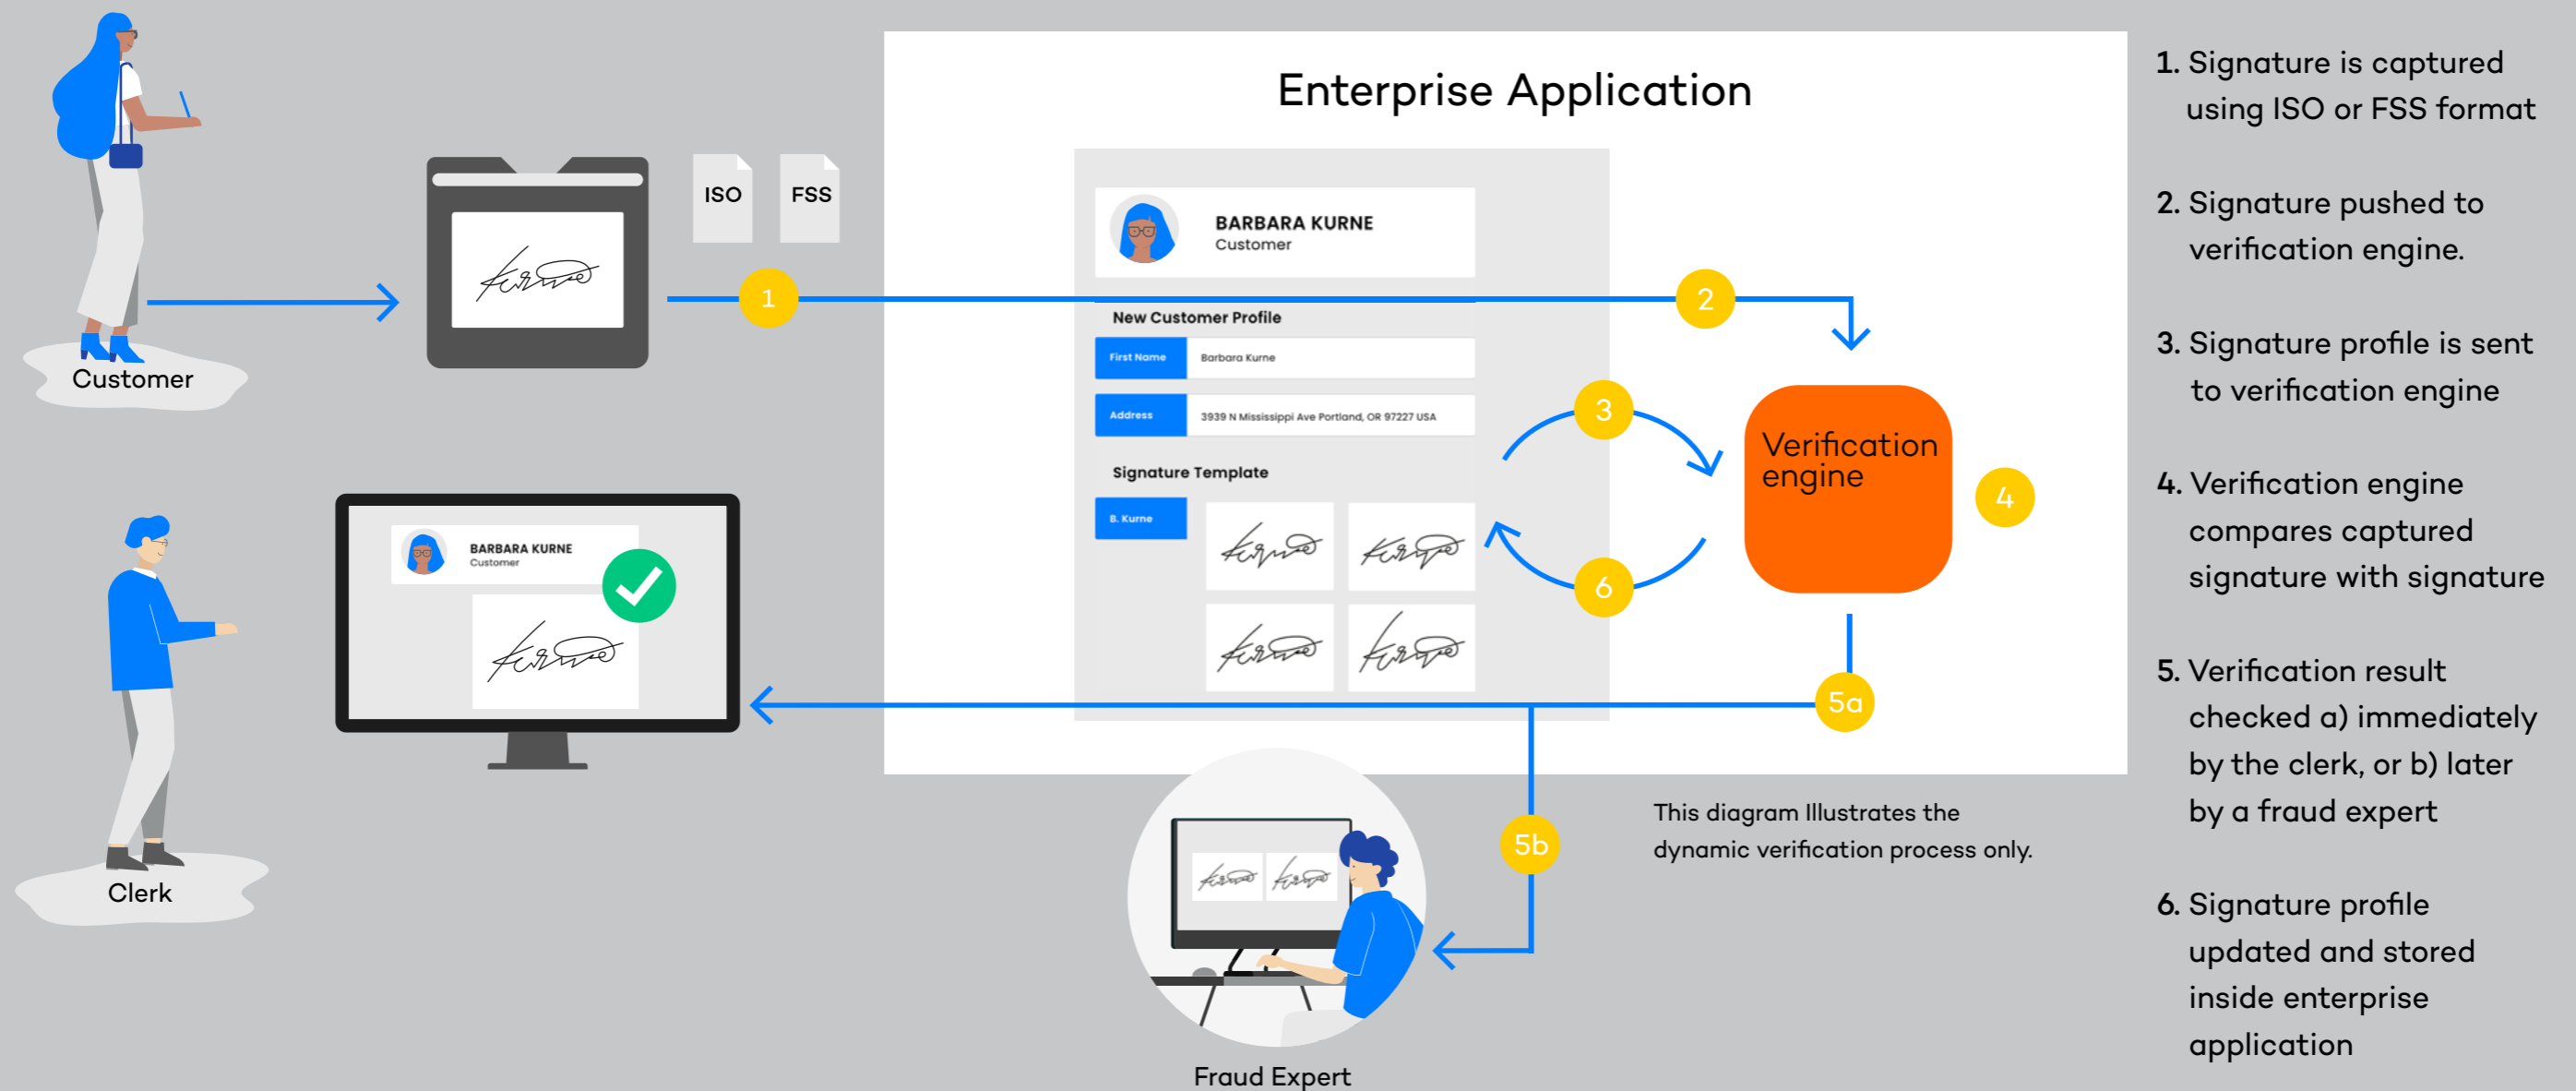 Customer
ISO
FSS
1
Enterprise Application
BARBARA KURNE
Customer
New Customer Profile
First Name
Barbara Kurne
Address
3939 N Mississippi Ave Portland, OR 97227 USA
Signature Template
B. Kurne
2
3
Verification
engine
4
6
5a
5b
BARBARA KURNE
Customer
Clerk
Fraud Expert
This diagram Illustrates the
dynamic verification process only.
1. Signature is captured
using ISO or FSS format
2. Signature pushed to
verification engine.
3. Signature profile is sent
to verification engine
4. Verification engine
compares captured
signature with signature
5. Verification result
checked a) immediately
by the clerk, or b) later
by a fraud expert
6. Signature profile
updated and stored
inside enterprise
application